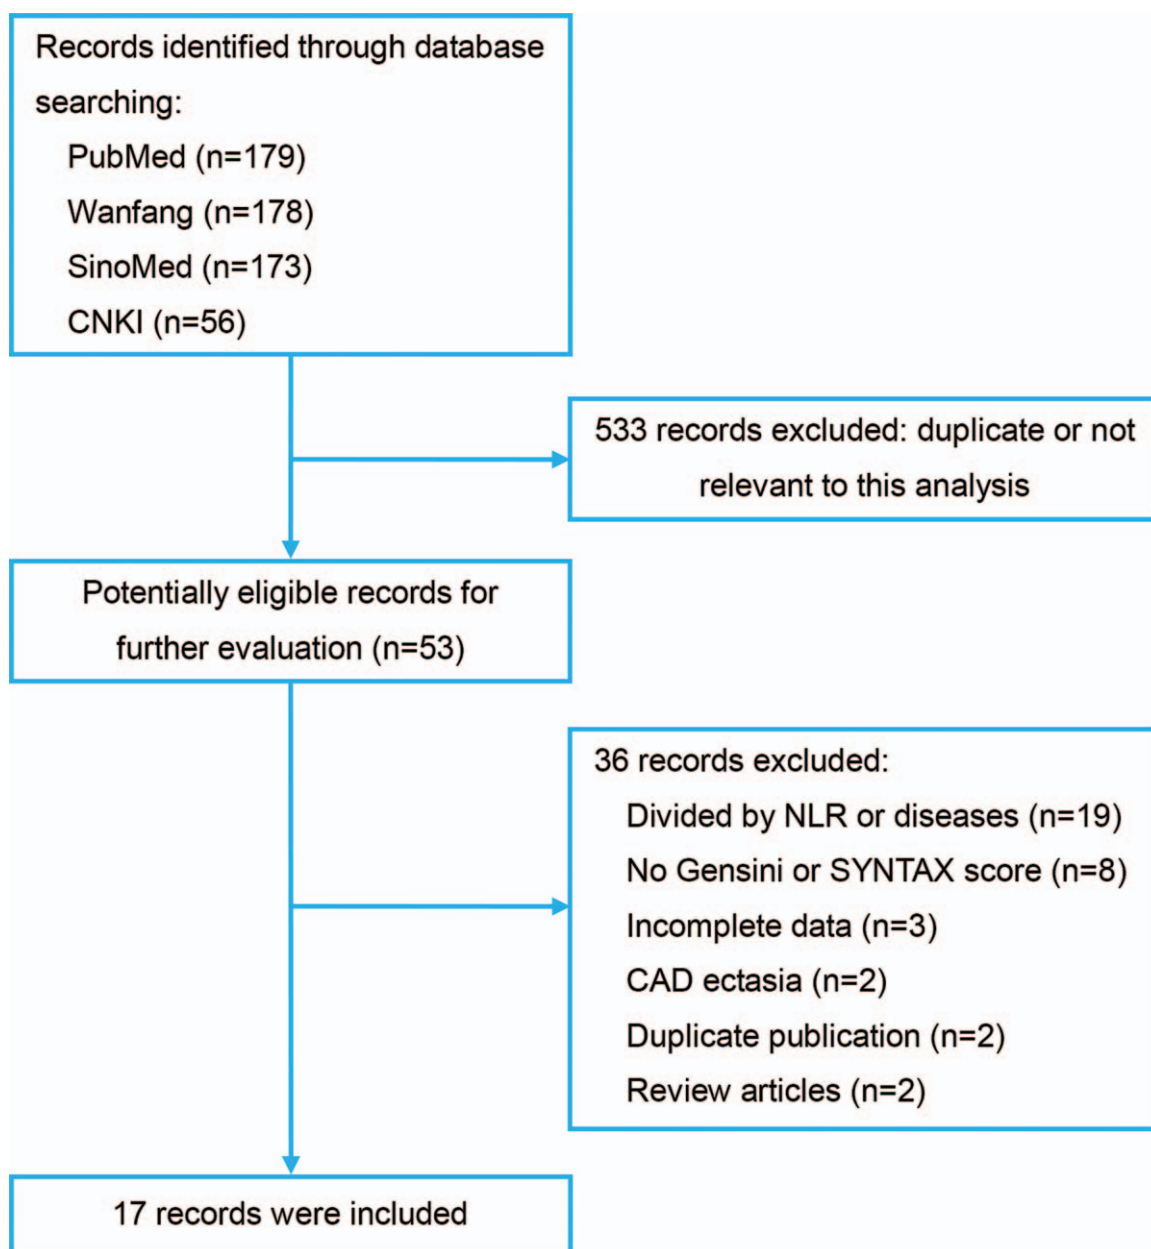 Records identified through database
searching:
PubMed (n=179)
Wanfang (n=178)
SinoMed (n=173)
CNKI (n=56)
533 records excluded: duplicate or not
relevant to this analysis
Potentially eligible records for
further evaluation (n=53)
36 records excluded:
Divided by NLR or diseases (n=19)
No Gensini or SYNTAX score (n=8)
Incomplete data (n=3)
CAD ectasia (n=2)
Duplicate publication (n=2)
Review articles (n=2)
17 records were included